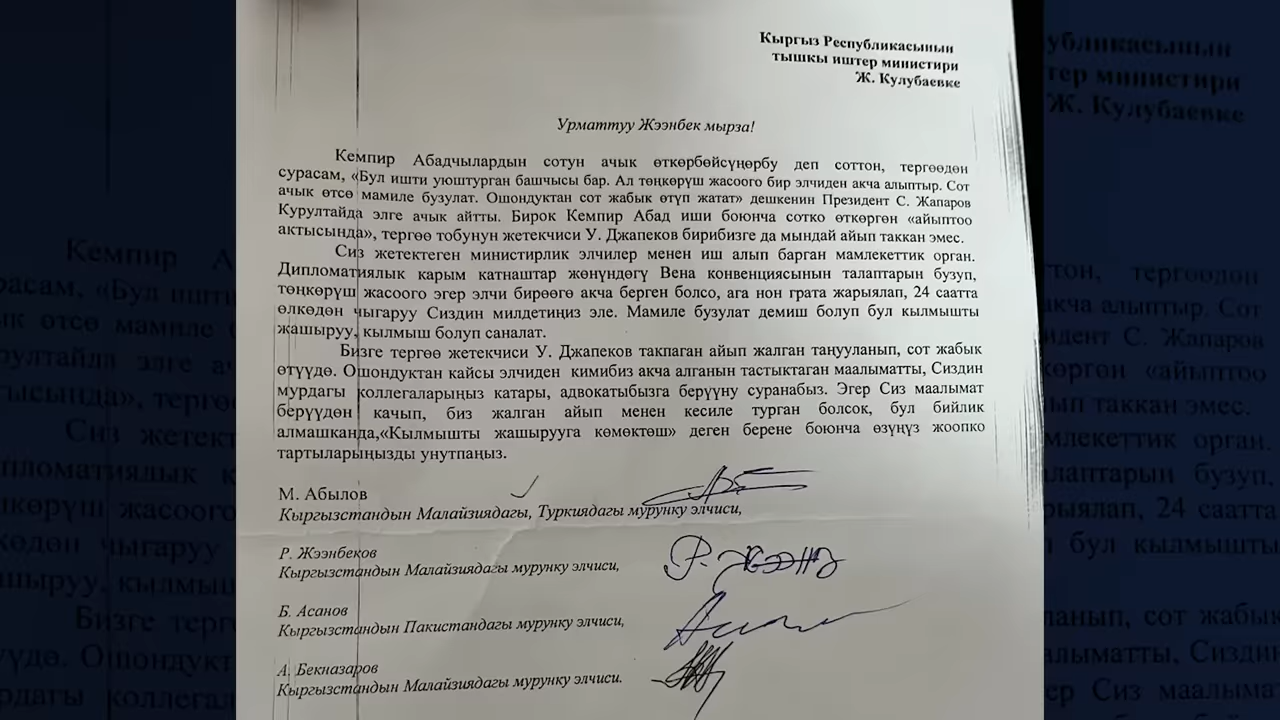 Кыргыз Республикасынын
тышкы иштер министири
Ж. Кулубаевке
Урматтуу Жээнбек мырза!
Кемпир Абадчылардын сотун ачык өткөрбөйсүңөрбү деп соттон, тергөөдөн
сурасам, «Бул ишти уюштурган башчысы бар. Ал төңкөрүш жасоого бир элчиден акча алыптыр. Сот
ачык өтсө мамиле бузулат. Ошондуктан сот жабык өтүп жатат» дешкенин Президент С. Жапаров
Курултайда элге ачык айтты. Бирок Кемпир Абад иши боюнча сотко өткөргөн «айыптоо
актысында», тергөө тобунун жетекчиси У. Джапеков бирибизге да мындай айып таккан эмес.
Сиз жетектеген министирлик элчилер менен иш алып барган мамлекеттик орган.
Дипломатиялык карым катнаштар жөнүндөгү Вена конвенциясынын талаптарын бузуп,
төңкөрүш жасоого эгер элчи бирөөгө акча берген болсо, ага нон грата жарыялап, 24 саатта
өлкөдөн чыгаруу Сиздин милдетиңиз эле. Мамиле бузулат демиш болуп бул кылмышты
жашыруу, кылмыш болуп саналат.
Бизге тергөө жетекчиси У. Джапеков такпаган айып жалган таңууланып, сот жабык
өтүүдө. Ошондуктан кайсы элчиден кимибиз акча алганын тастыктаган маалыматты, Сиздин
мурдагы коллегаларыңыз катары, адвокатыбызга берүүну суранабыз. Эгер Сиз маалымат
берүүдөн качып, биз жалган айып менен кесиле турган болсок, бул бийлик
алмашканда,«Кылмышты жашырууга көмөктөш» деген берене боюнча өзүңүз жоопко
тартыларыңызды унутпаңыз.
М. Абылов
Кыргызстандын Малайзиядагы, Туркиядагы мурунку элчиси,
Р. Жээнбеков
Кыргызстандын Малайзиядагы мурунку элчиси,
Б. Асанов
Кыргызстандын Пакистандагы мурунку элчиси,
А. Бекназаров
Кыргызстандын Малайзиядагы мурунку элчиси.